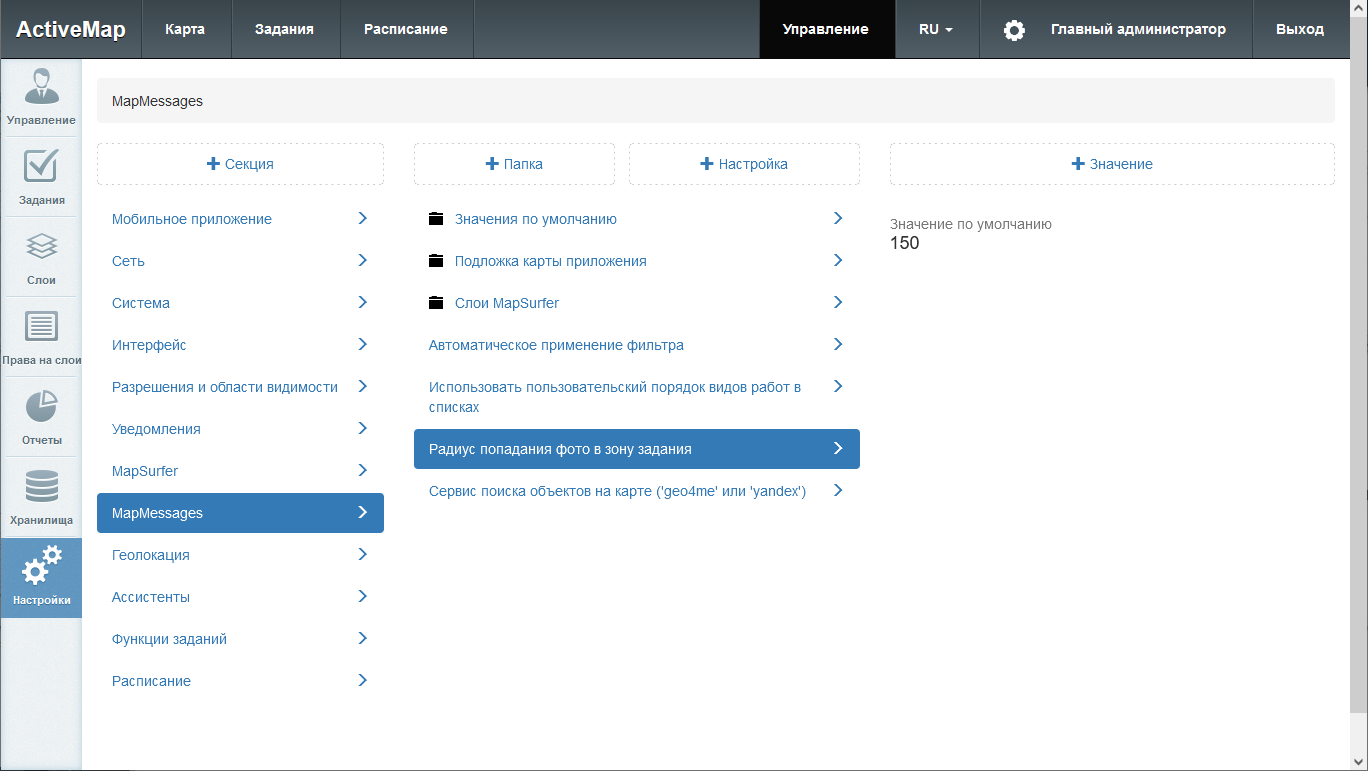 ActiveMap
Карта
Задания
Расписание
Управление
RU
Главный администратор
Выход
Управление
Задания
Слои
Права на слои
Отчеты
Хранилища
Настройки
MapMessages
Секция
Мобильное приложение
Сеть
Система
Интерфейс
Разрешения и области видимости
Уведомления
MapSurfer
MapMessages
Геолокация
Ассистенты
Функции заданий
Расписание
Папка
Настройка
Значения по умолчанию
Подложка карты приложения
Слои MapSurfer
Автоматическое применение фильтра
Использовать пользовательский порядок видов работ в
списках
Радиус попадания фото в зону задания
Сервис поиска объектов на карте ('geo4me' или 'yandex')
Значение
Значение по умолчанию
150